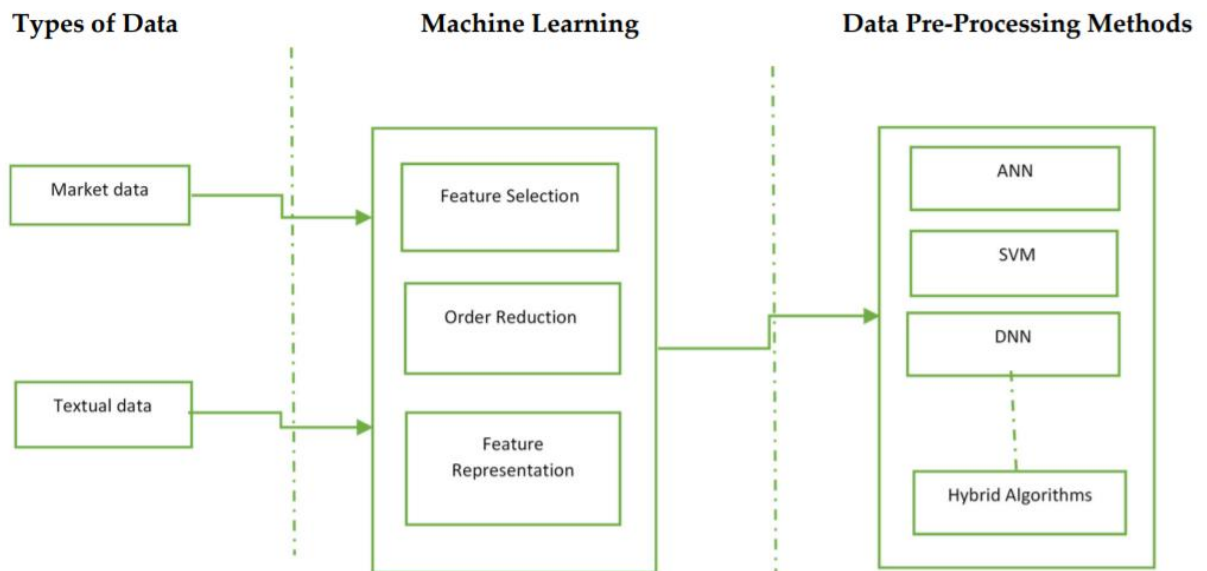 Types of Data
Machine Learning
Data Pre-Processing Methods
Market data
Textual data
Feature Selection
Order Reduction
Feature
Representation
ANN
SVM
DNN
Hybrid Algorithms